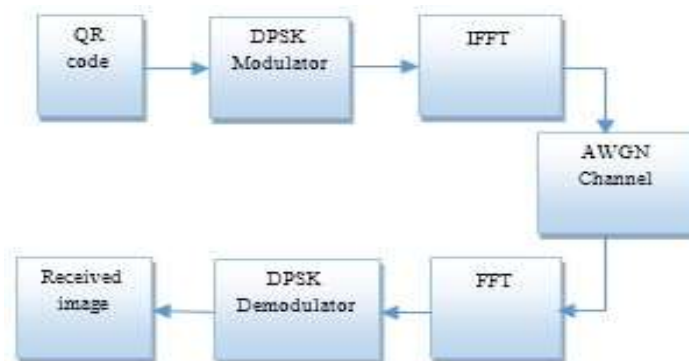 QR
code
DPSK
Modulator
IFFT
AWGN
Channel
Received
image
DPSK
Demodulator
FFT